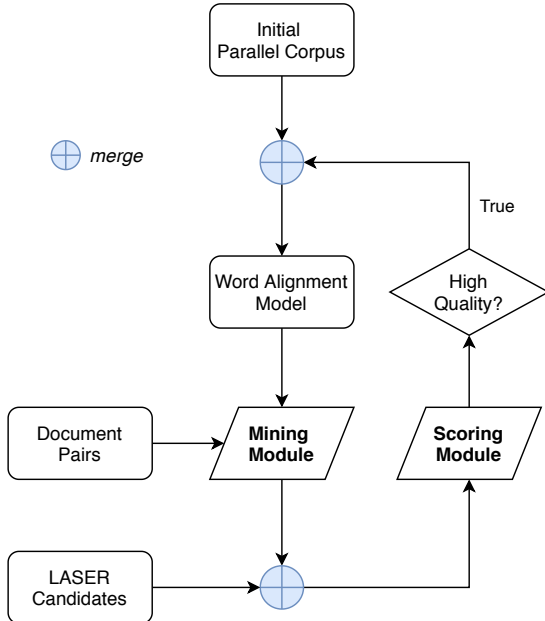 Initial
Parallel Corpus
merge
True
Word Alignment
Model
High
Quality?
Document
Pairs
Mining
Module
Scoring
Module
LASER
Candidates